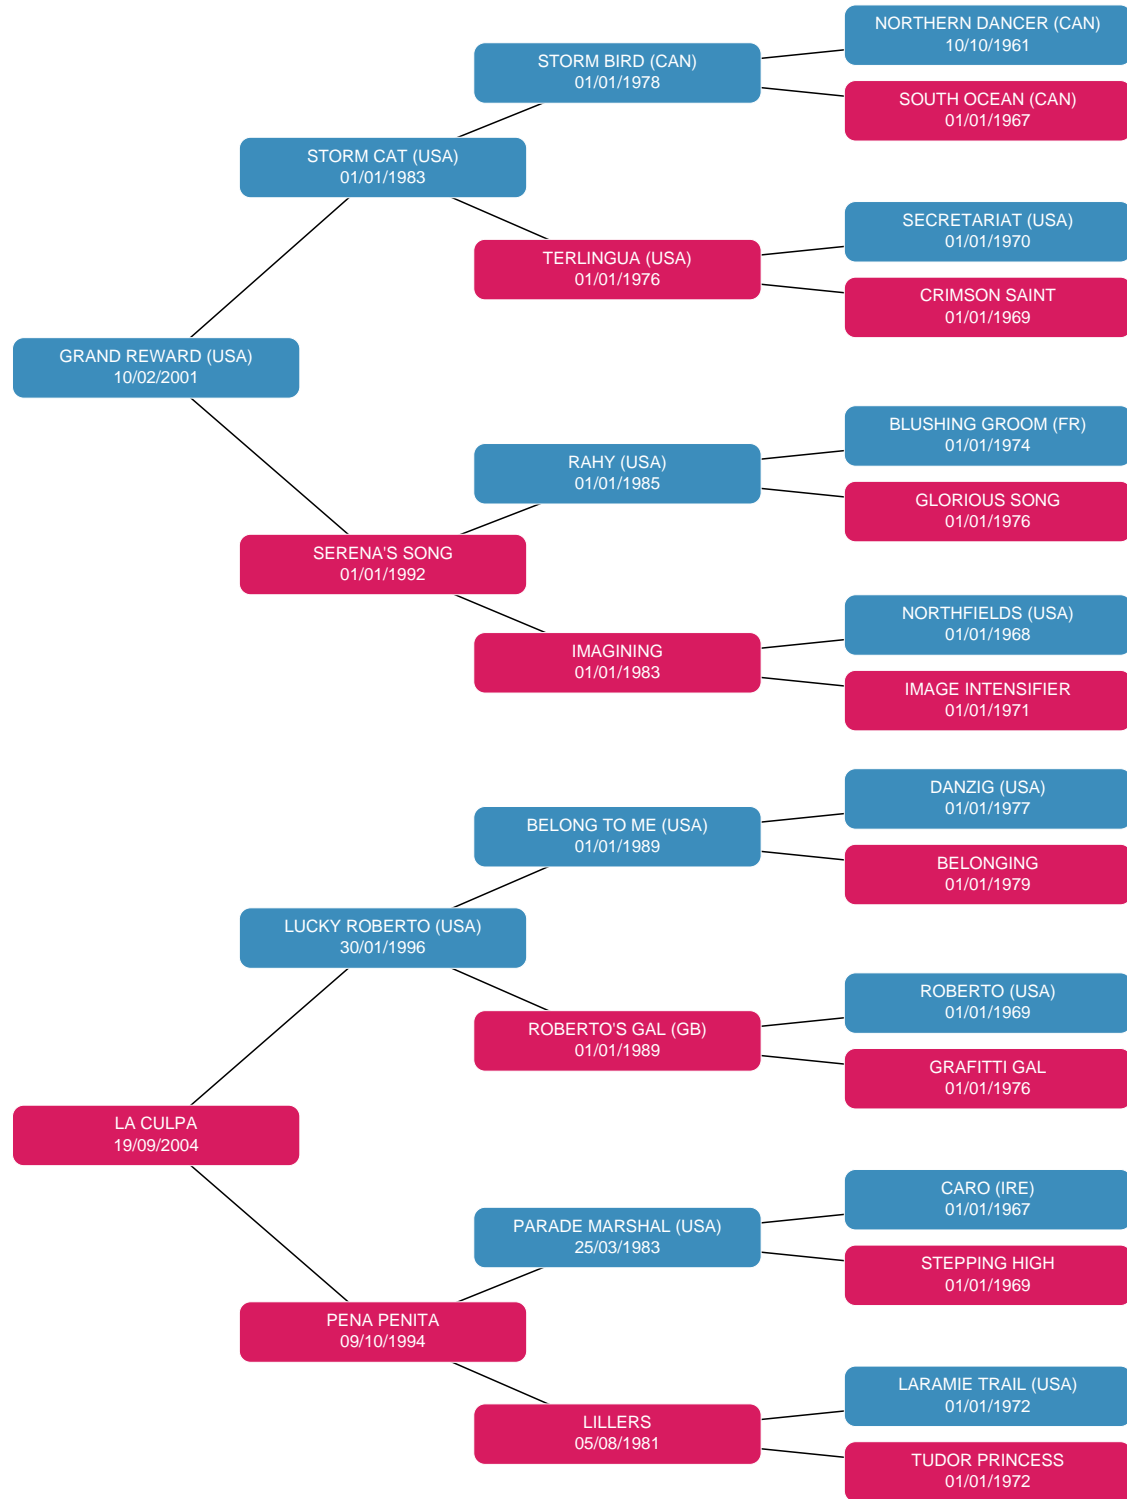 NORTHERN DANCER (CAN)
10/10/1961
STORM BIRD (CAN)
01/01/1978
SOUTH OCEAN (CAN)
01/01/1967
STORM CAT (USA)
01/01/1983
SECRETARIAT (USA)
01/01/1970
TERLINGUA (USA)
01/01/1976
CRIMSON SAINT
01/01/1969
GRAND REWARD (USA)
10/02/2001
BLUSHING GROOM (FR)
01/01/1974
RAHY (USA)
01/01/1985
GLORIOUS SONG
01/01/1976
SERENA'S SONG
01/01/1992
NORTHFIELDS (USA)
01/01/1968
IMAGINING
01/01/1983
IMAGE INTENSIFIER
01/01/1971
DANZIG (USA)
01/01/1977
BELONG TO ME (USA)
01/01/1989
BELONGING
01/01/1979
LUCKY ROBERTO (USA)
30/01/1996
ROBERTO (USA)
01/01/1969
ROBERTO'S GAL (GB)
01/01/1989
GRAFITTI GAL
01/01/1976
LA CULPA
19/09/2004
CARO (IRE)
01/01/1967
PARADE MARSHAL (USA)
25/03/1983
STEPPING HIGH
01/01/1969
PENA PENITA
09/10/1994
LARAMIE TRAIL (USA)
01/01/1972
LILLERS
05/08/1981
TUDOR PRINCESS
01/01/1972